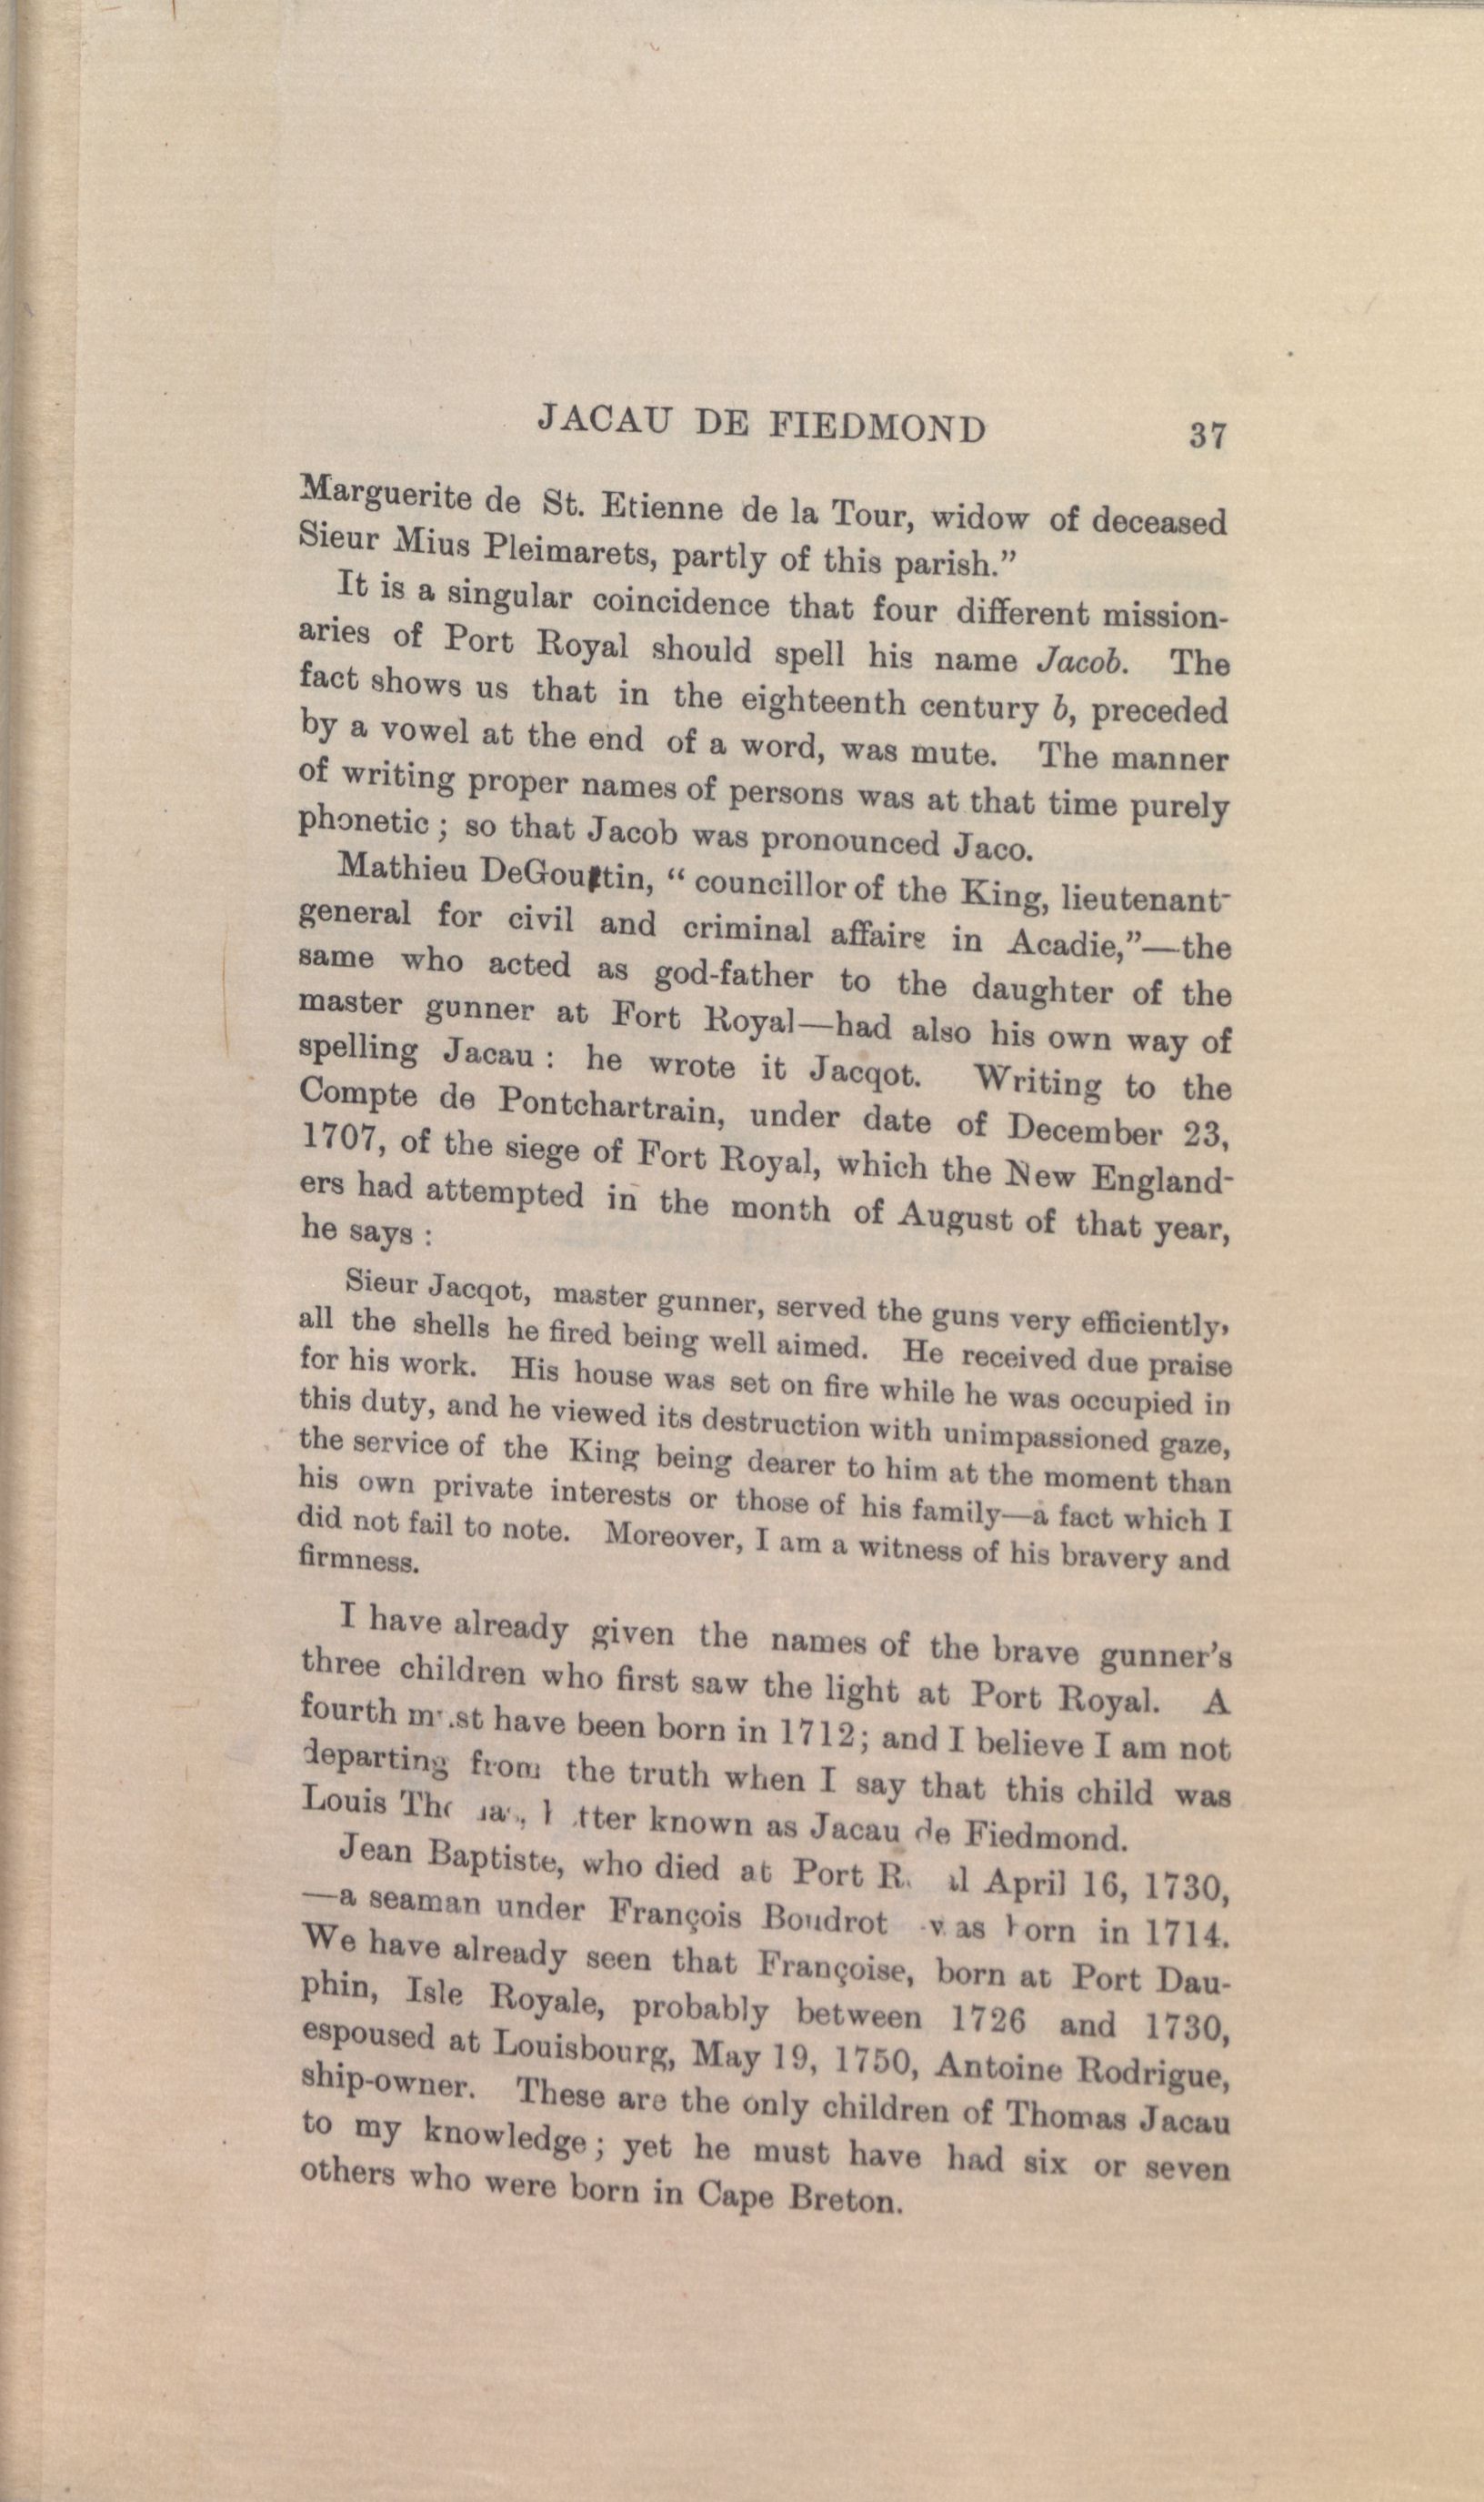 JACAU DE FIEDMOND 37
Marguerite de St. Etienne de la Tour, widow of deceased
Sieur Mius Pleimarets, partly of this parish.”
It is a singular coincidence that four different mission-
aries of Port Royal should spell his name Jacob. The
fact shows us that in the eighteenth century b, preceded
by a vowel at the end of a word, was mute. The manner
of writing proper names of persons was at that time purely
phonetic ; so that Jacob was pronounced Jaco.
Mathieu “ councillor of the King, lieutenant-
general for civil and criminal affairs in Acadie,”—the
same who acted as god-father to the daughter of the
master gunner at Fort Royal—had also his own way of
spelling Jacau : he wrote it Jacqot. Writing to the
Compte de Pontchartrain, under date of December 23,
1707, of the siege of Fort Royal, which the New England-
ers had attempted in the month of August of that year,
he says :
Sieur Jacqot, master gunner, served the guns very efficiently,
all the shells he fired being well aimed. He received due praise
for his work. His house was set on fire while he was occupied in
this duty, and he viewed its destruction with unimpassioned gaze,
the service of the King being dearer to him at the moment than
his own private interests or those of his family—a fact which I
did not fail to note. Moreover, I am a witness of his bravery and
firmness.
I have already given the names of the brave gunner’s
three children who first saw the light at Port Royal. A
fourth must have been born in 1712; and I believe I am not
departing from the truth when I say that this child was
Louis known as Jacau de Fiedmond.
Jean Baptiste, who died at Port April 16, 1730,
—a seaman under François Boudrot was born in 1714.
We have already seen that Françoise, born at Port Dau-
phin, Isle Royale, probably between 1726 and 1730,
espoused at Louisbourg, May 19, 1750, Antoine Rodrigue,
ship-owner. These are the only children of Thomas Jacau
to my knowledge ; yet he must have had six or seven
others who were born in Cape Breton.